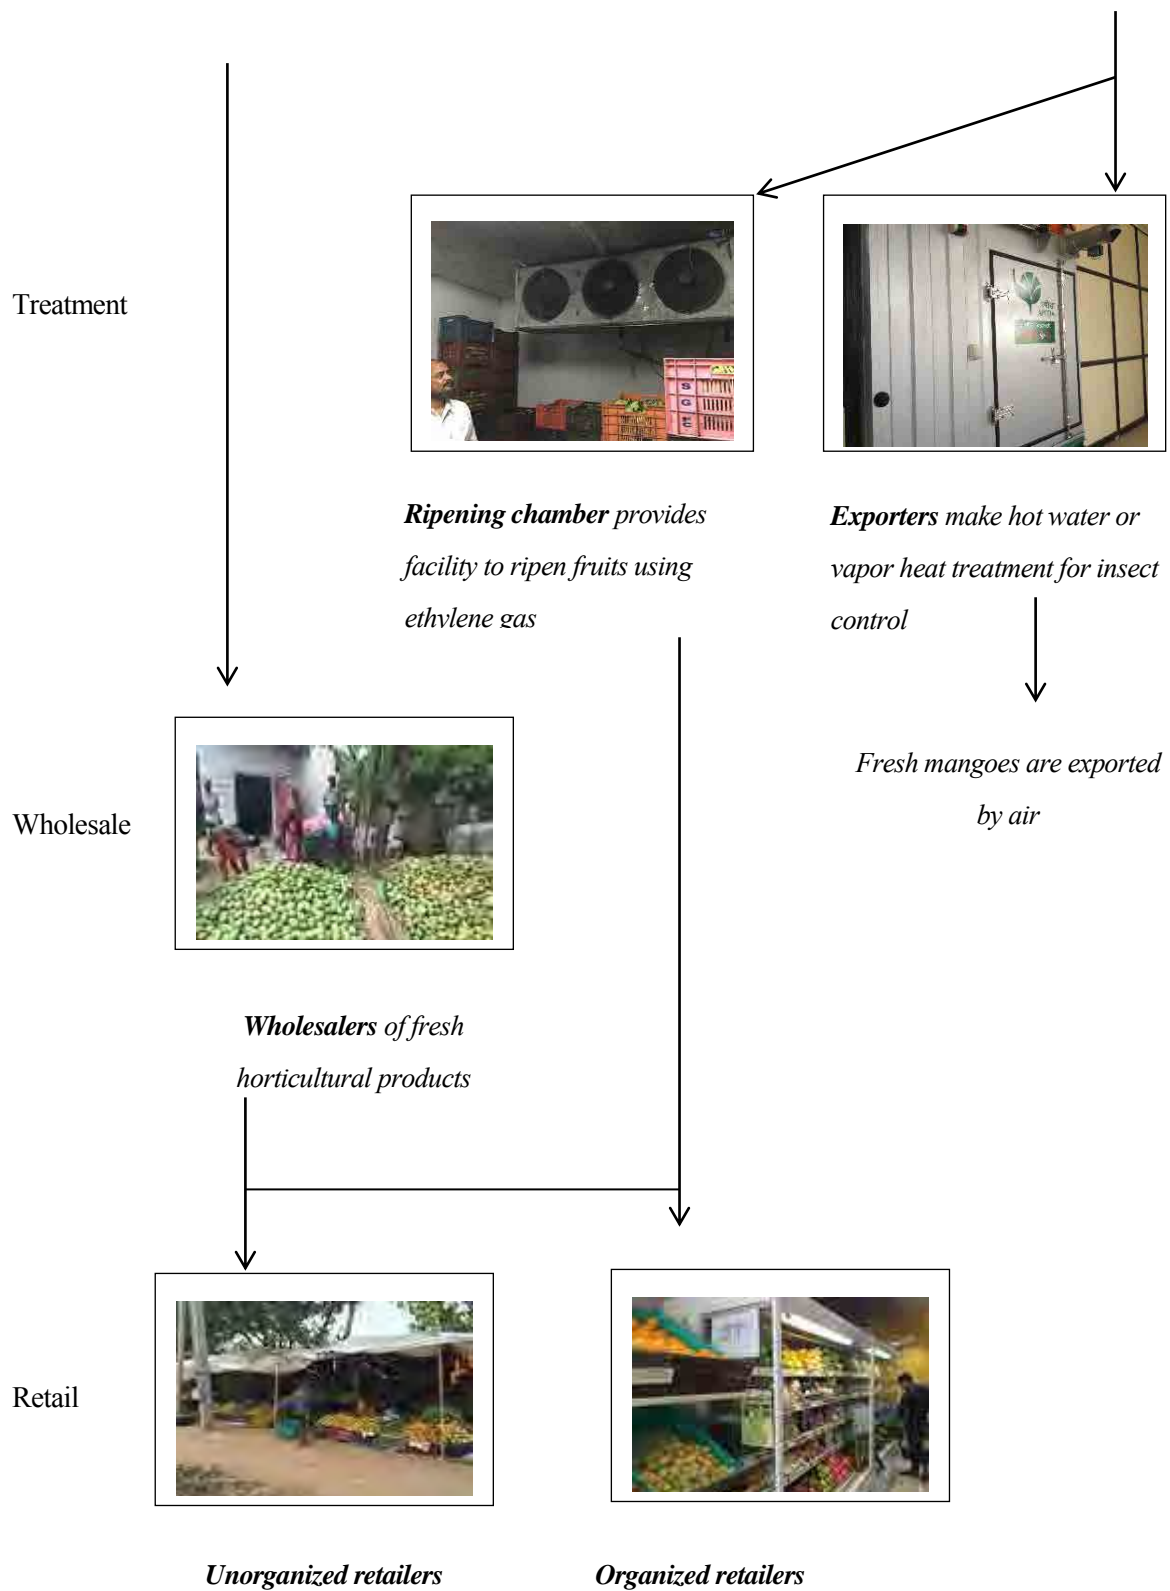 Treatment
Ripening chamber provides
facility to ripen fruits using
ethylene gas
Exporters make hot water or
vapor heat treatment for insect
control
Fresh mangoes are exported
by air
Wholesale
Wholesalers of fresh
horticultural products
Retail
Unorganized retailers
Organized retailers
S
G